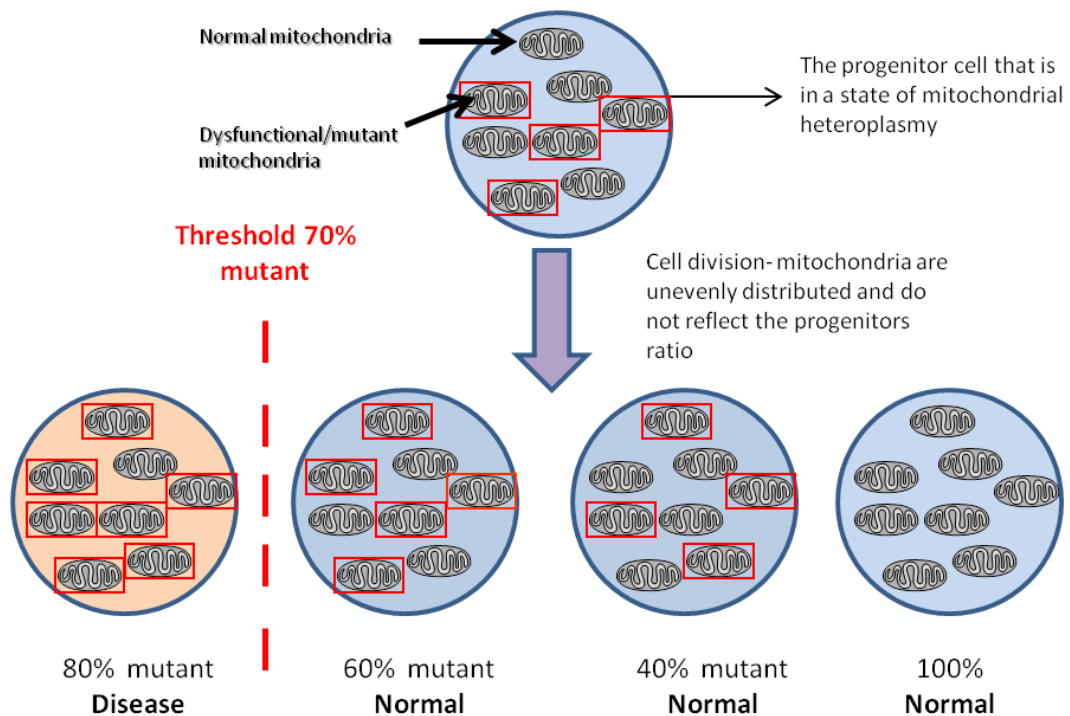 Normal mitochondria
The progenitor cell that is
in a state of mitochondrial
heteroplasmy
Dysfunctional/mutant
mitochondria
Threshold 70%
mutant
Cell division- mitochondria are
unevenly distributed and do
not reflect the progenitors
ratio
80% mutant
Disease
60% mutant
Normal
40% mutant
Normal
100%
Normal